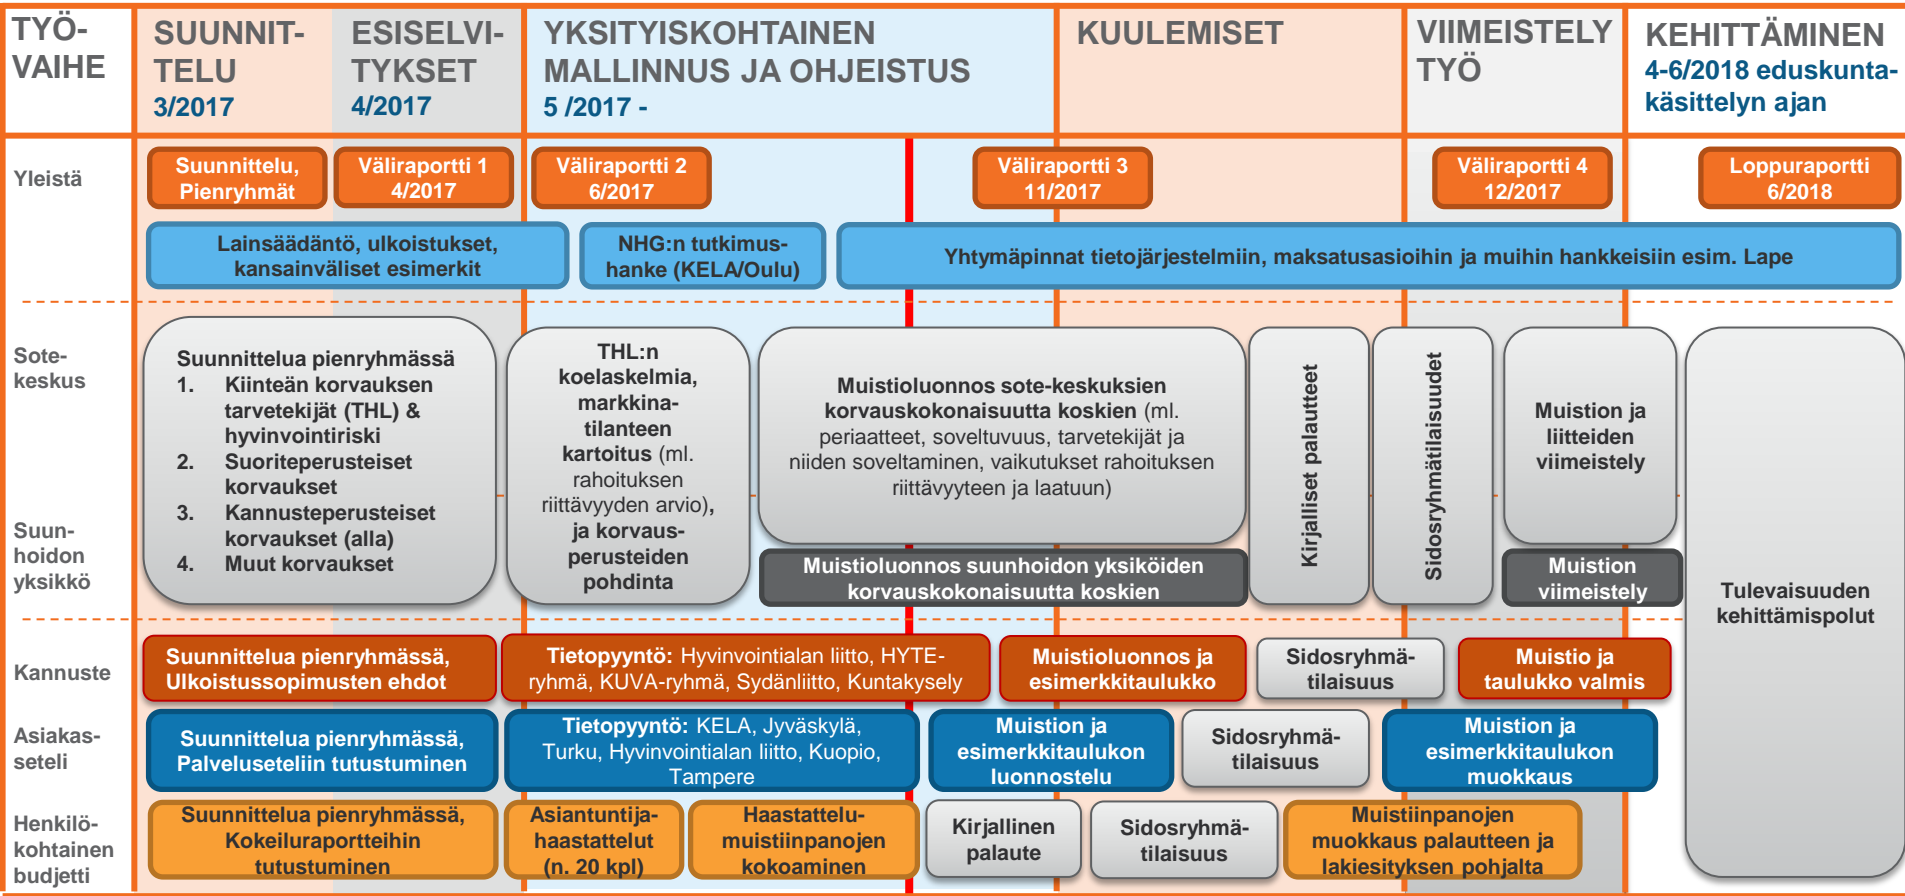 TYÖ-
VAIHE
SUUNNIT-
TELU
3/2017
ESISELVI-
TYKSET
4/2017
YKSITYISKOHTAINEN
MALLINNUS JA OHJEISTUS
5 /2017 -
KUULEMISET
VIIMEISTELY
TYÖ
KEHITTÄMINEN
4-6/2018 eduskunta-
käsittelyn ajan
Yleistä
Suunnittelu,
Pienryhmät
Väliraportti 1
4/2017
Väliraportti 2
6/2017
Väliraportti 3
11/2017
Väliraportti 4
12/2017
Loppuraportti
6/2018
Lainsäädäntö, ulkoistukset,
kansainväliset esimerkit
NHG:n tutkimus-
hanke (KELA/Oulu)
Yhtymäpinnat tietojärjestelmiin, maksatusasioihin ja muihin hankkeisiin esim. Lape
Sote-
keskus
Suun-
hoidon
yksikkö
Suunnittelua pienryhmässä
1. Kiinteän korvauksen
tarvetekijät (THL) &
hyvinvointiriski
2. Suoriteperusteiset
korvaukset
3. Kannusteperusteiset
korvaukset (alla)
4. Muut korvaukset
THL:n
koelaskelmia,
markkina-
tilanteen
kartoitus (ml.
rahoituksen
riittävyyden arvio),
ja korvaus-
perusteiden
pohdinta
Muistioluonnos sote-keskuksien
korvauskokonaisuutta koskien (ml.
periaatteet, soveltuvuus, tarvetekijät ja
niiden soveltaminen, vaikutukset rahoituksen
riittävyyteen ja laatuun)
Muistioluonnos suunhoidon yksiköiden
korvauskokonaisuutta koskien
Kirjalliset palautteet
Sidosryhmätilaisuudet
Muistion ja
liitteiden
viimeistely
Muistion
viimeistely
Tulevaisuuden
kehittämispolut
Kannuste
Suunnittelua pienryhmässä,
Ulkoistussopimusten ehdot
Tietopyyntö: Hyvinvointialan liitto, HYTE-
ryhmä, KUVA-ryhmä, Sydänliitto, Kuntakysely
Muistioluonnos ja
esimerkkitaulukko
Sidosryhmä-
tilaisuus
Muistio ja
taulukko valmis
Asiakas-
seteli
Suunnittelua pienryhmässä,
Palveluseteliin tutustuminen
Tietopyyntö: KELA, Jyväskylä,
Turku, Hyvinvointialan liitto, Kuopio,
Tampere
Muistion ja
esimerkkitaulukon
luonnostelu
Sidosryhmä-
tilaisuus
Muistion ja
esimerkkitaulukon
muokkaus
Henkilö-
kohtainen
budjetti
Suunnittelua pienryhmässä,
Kokeiluraportteihin
tutustuminen
Asiantuntija-
haastattelut
(n. 20 kpl)
Haastattelu-
muistiinpanojen
kokoaminen
Kirjallinen
palaute
Sidosryhmä-
tilaisuus
Muistiinpanojen
muokkaus palautteen ja
lakiesityksen pohjalta